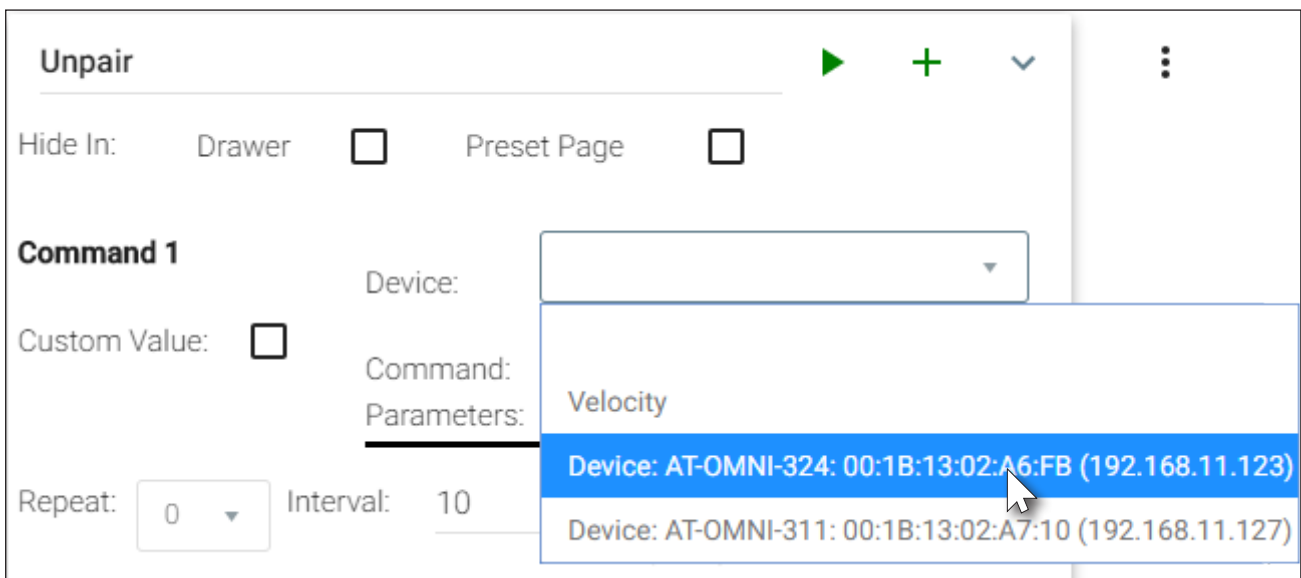 Unpair
Hide In: Drawer Preset Page
Command 1
Device:
Custom Value:
Command:
Parameters:
Velocity
Device: AT-OMNI-324: 00:1B:13:02:A6:FB (192.168.11.123)
Device: AT-OMNI-311: 00:1B:13:02:A7:10 (192.168.11.127)
Repeat: 0 Interval: 10